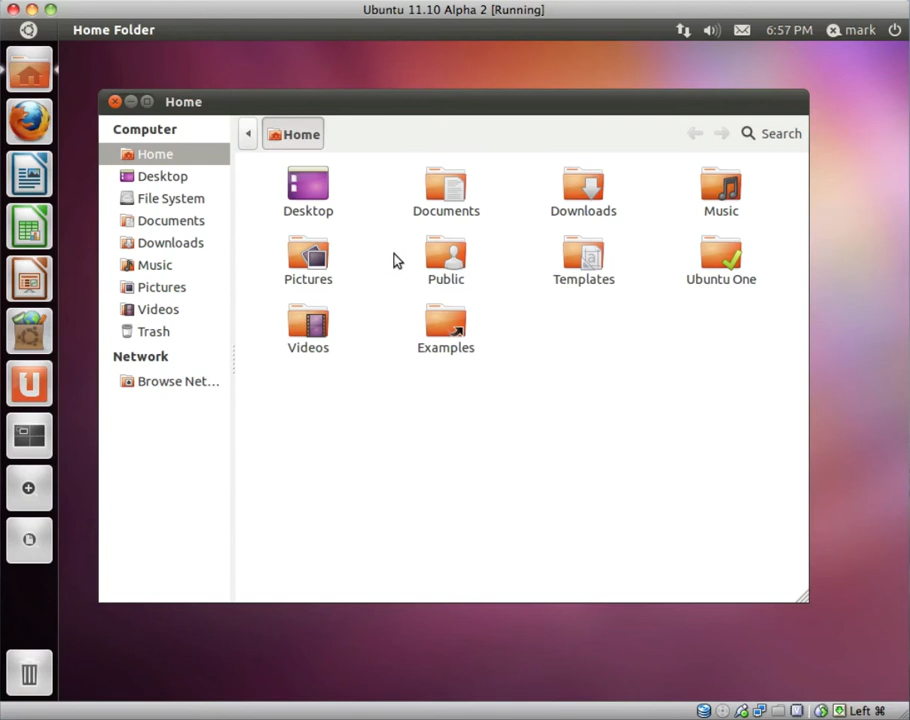 Ubuntu 11.10 Alpha 2 [Running]
Home Folder
6:57 PM
mark
Home
Computer
Home
Desktop
File System
Documents
Downloads
Music
Pictures
Videos
Trash
Network
Browse Net...
Home
Search
Desktop
Documents
Downloads
Music
Pictures
Public
Templates
Ubuntu One
Videos
Examples
Left ⌘